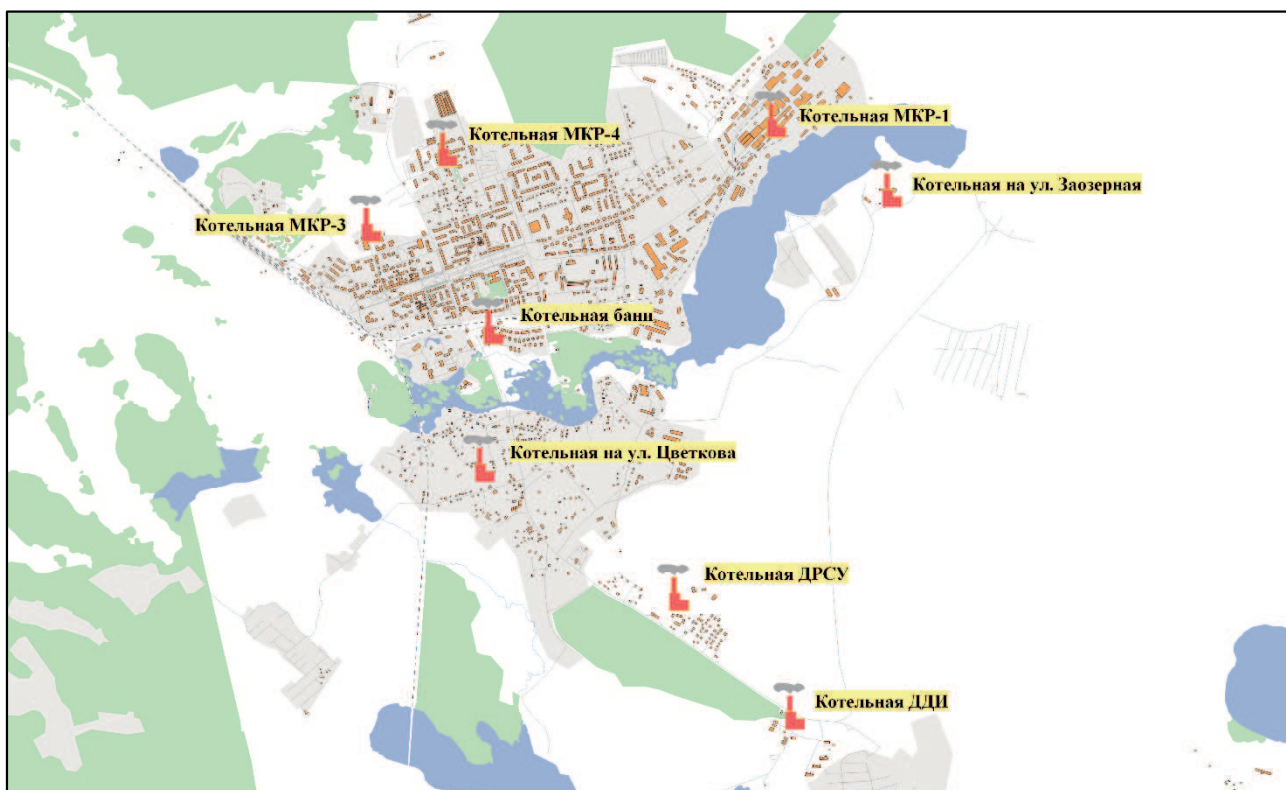 Котельная МКР-1
Котельная МКР-4
Котельная на ул. Заозерная
Котельная МКР-3
Котельная бани
Котельная на ул. Цветкова
Котельная ДРСУ
Котельная ДДИ